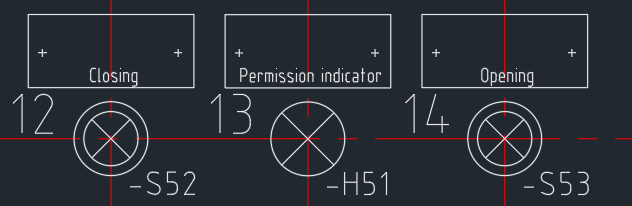 Closing
Permission indicator
Opening
12
13
14
-S52
-H51
-S53